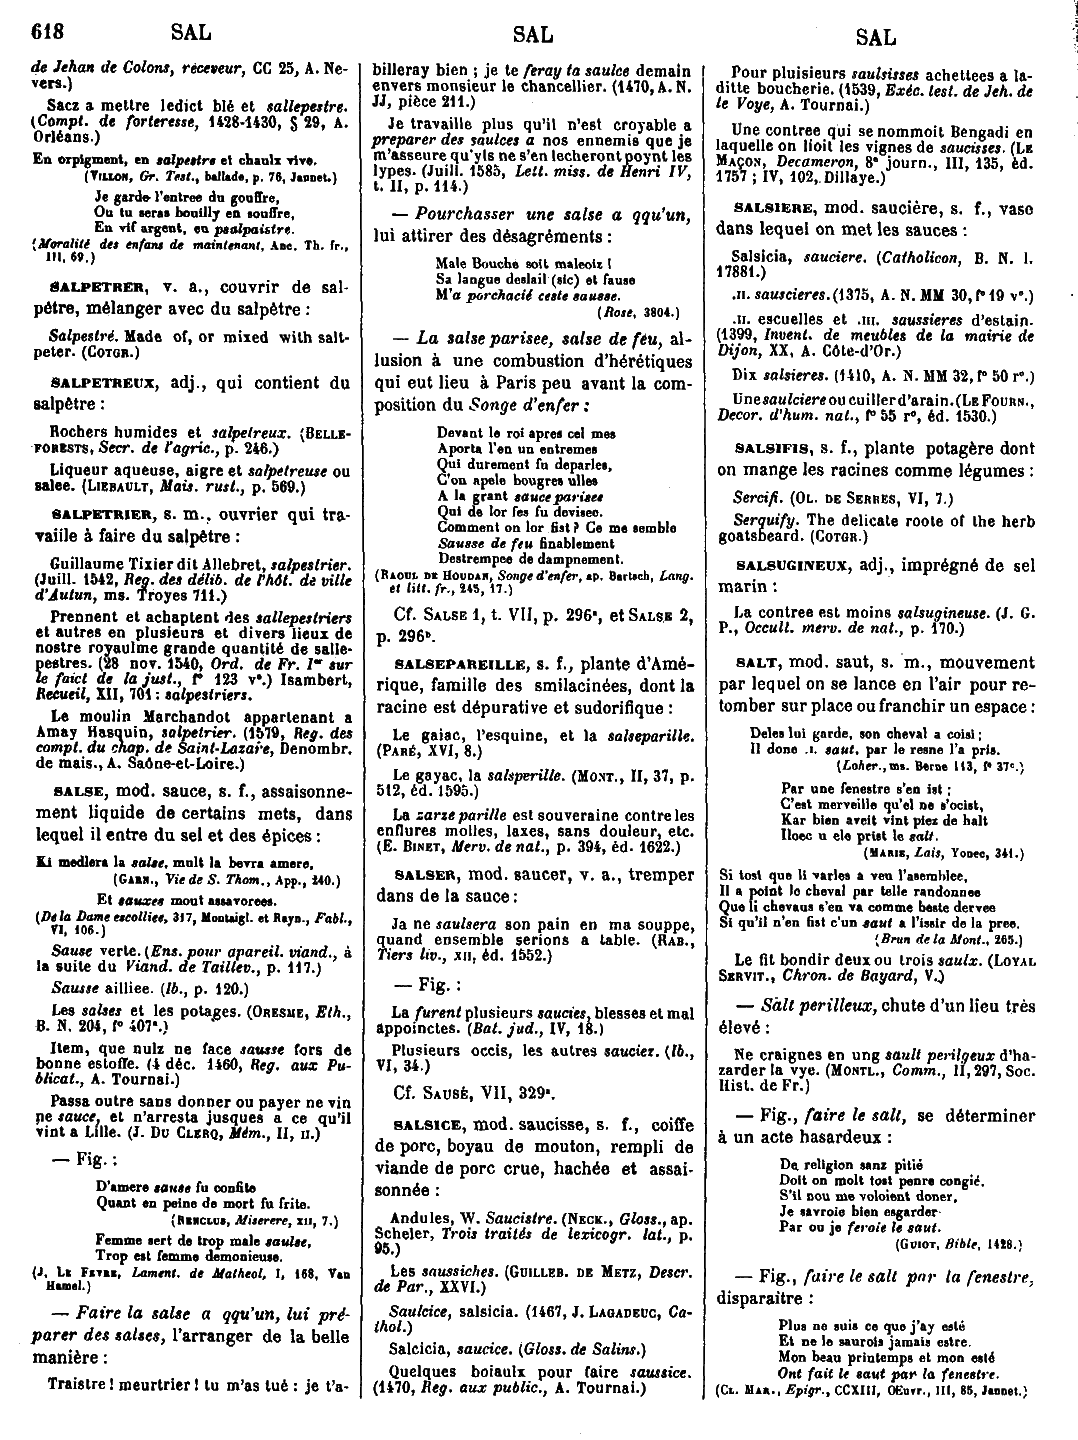 618 SAL
SAL
SAL
de Jehan de Colons, receveur, CC 25, A. Ne-
vers.)
Sacz a mettre ledict blé et sallepestre.
(Compt. de forteresse, 1428-1430, § 29, A.
Orléans.)
En orpigment, en salpestre et chaulx vive.
(VILLON, Gr. Test., ballade, p. 76, Jannet.)
Je garde l'entree du gouffre,
Ou tu seras bouilly en souffre,
En vif argent, en psalpaistre.
(Moralité des enfans de maintenant, Anc. Th. fr.,
III, 69.)
SALPETRER, v. a., couvrir de sal-
pêtre, mélanger avec du salpêtre :
Salpestré. Made of, or mixed with salt-
peter. (COTGR.)
SALPETREUX, adj., qui contient du
salpêtre :
Rochers humides et salpetreux. (BELLE-
FORESTS, Secr. de l'agric., p. 246.)
Liqueur aqueuse, aigre et salpetreuse ou
salee. (LIEBAULT, Mais. rust., p. 569.)
SALPETRIER, s. m., ouvrier qui tra-
vaille à faire du salpêtre :
Guillaume Tixier dit Allebret, salpestrier.
(Juill. 1542, Reg. des délib. de l'hôt. de ville
d'Autun, ms. Troyes 711.)
Prennent et achaptent des sallepestriers
et autres en plusieurs et divers lieux de
nostre royaulme grande quantité de salle-
pestres. (28 nov. 1540, Ord. de Fr. Ier sur
le faict de la just., f° 123 v°.) Isambert,
Recueil, XII, 701 : salpestriers.
Le moulin Marchandot appertenant a
Amay Hasquin, salpetrier. (1579, Reg. des
compt. du chap. de Saint-Lazare, Denombr.
de mais., A. Saône-et-Loire.)
SALSE, mod. sauce, s. f., assaisonne-
ment liquide de certains mets, dans
lequel il entre du sel et des épices :
Ki medlera la salse, mult la bevra amere.
(GARN., Vie de S. Thom., App., 240.)
Et sauxes mout assavorees.
(De la Dame escolliee, 317, Montaigl. et Rayn., Fabl.,
VI, 106.)
Sause verte. (Ens. pour apareil. viand., à
la suite du Viand. de Taillev., p. 117.)
Sausse ailliee. (Ib., p. 120.)
Les salses et les potages. (ORESME, Eth.,
B. N. 204, f° 407a.)
Item, que nulz ne face sausse fors de
bonne estoffe. (4 déc. 1460, Reg. aux Pu-
blicat., A. Tournai.)
Passa outre sans donner ou payer ne vin
ne sauce, et n'arresta jusques a ce qu'il
vint a Lille. (J. DU CLERQ, Mém., II, II.)
— Fig. :
D'amere sause fu confite
Quant en peine de mort fu frite.
(RENCLUS, Miserere, XII, 7.)
Femme sert de trop male saulse,
Trop est femme demonieuse.
(J. LE FEVRE, Lament. de Matheol, I, 168, Van
Hamel.)
— Faire la salse a qqu'un, lui pré-
parer des salses, l'arranger de la belle
manière :
Traistre ! meurtrier ! tu m'as tué : je t'a-
billeray bien ; je te feray ta saulce demain
envers monsieur le chancellier. (1470, A. N.
JJ, pièce 211.)
Je travaille plus qu'il n'est croyable a
preparer des saulces a nos ennemis que je
m'asseure qu'yls ne s'en lecheront poynt les
lypes. (Juill. 1585, Lett. miss. de Henri IV,
t. II, p. 114.)
— Pourchasser une salse a qqu'un,
lui attirer des désagréments :
Male Bouche soit maleoiz !
Sa langue deslail (sic) et fause
M'a porchacié ceste sausse.
(Rose, 3804.)
— La salse parisee, salse de feu, al-
lusion à une combustion d'hérétiques
qui eut lieu à Paris peu avant la com-
position du Songe d'enfer :
Devant le roi apres cel mes
Aporta l'en un entremes
Qui durement fu deparles,
C'on apele bougres ulles
A la grant sauce parisee
Qui de lor fes fu devisee.
Comment on lor fist ? Ce me semble
Sausse de feu finablement
Destrempee de dampnement.
(RAOUL DE HOUDAN, Songe d'enfer, ap. Bartsch, Lang.
et litt. fr., 245, 17.)
Cf. SALSE 1, t. VII, p. 296a, et SALSE 2,
p. 296b.
SALSEPAREILLE, s. f., plante d'Amé-
rique, famille des smilacinées, dont la
racine est dépurative et sudorifique :
Le gaiac, l'esquine, et la salseparille.
(PARÉ, XVI, 8.)
Le gayac, la salsperille. (MONT., II, 37, p.
512, éd. 1595.)
La zarze parille est souveraine contre les
enflures molles, laxes, sans douleur, etc.
(E. BINET, Merv. de nat., p. 394, éd. 1622.)
SALSER, mod. saucer, v. a., tremper
dans de la sauce :
Ja ne saulsera son pain en ma souppe,
quand ensemble serions a table. (RAB.,
Tiers liv., XII, éd. 1552.)
— Fig. :
La furent plusieurs saucies, blesses et mal
appoinctes. (Bat. jud., IV, 18.)
Plusieurs occis, les autres sauciez. (Ib.,
VI, 34.)
Cf. SAUSÉ, VII, 329a.
SALSICE, mod. saucisse, s. f., coiffe
de porc, boyau de mouton, rempli de
viande de porc crue, hachée et assai-
sonnée :
Andules, W. Saucistre. (NECK., Gloss., ap.
Scheler, Trois traités de lexicogr. lat., p.
95.)
Les saussiches. (GUILLEB. DE METZ, Descr.
de Par., XXVI.)
Saulcice, salsicia. (1467, J. LAGADEUC, Ca-
thol.)
Salcicia, saucice. (Gloss. de Salins.)
Quelques boiaulx pour faire saussice.
(1470, Reg. aux public., A. Tournai.)
Pour pluisieurs saulsisses achettees a la-
ditte boucherie. (1539, Exéc. test. de Jeh. de
le Voye, A. Tournai.)
Une contree qui se nommoit Bengadi en
laquelle on lioit les vignes de saucisses. (LE
MAÇON, Decameron, 8e journ., III, 135, éd.
1757 ; IV, 102, Dillaye.)
SALSIERE, mod. saucière, s. f., vase
dans lequel on met les sauces :
Salsicia, sauciere. (Catholicon, B. N. l.
17881.)
.II. sauscieres. (1375, A. N. MM 30, f° 19 v°.)
.II. escuelles et .III. saussieres d'estain.
(1399, Invent. de meubles de la mairie de
Dijon, XX, A. Côte-d'Or.)
Dix salsieres. (1410, A. N. MM 32, f° 50 r°.)
Une saulciere ou cuiller d'arain. (LE FOURN.,
Decor. d'hum. nat., f° 55 r°, éd. 1530.)
SALSIFIS, s. f., plante potagère dont
on mange les racines comme légumes :
Sercifi. (OL. DE SERRES, VI, 7.)
Serquify. The delicate roote of the herb
goatsbeard. (COTGR.)
SALSUGINEUX, adj., imprégné de sel
marin :
La contree est moins salsugineuse. (J. G.
P., Occult. merv. de nat., p. 170.)
SALT, mod. saut, s. m., mouvement
par lequel on se lance en l'air pour re-
tomber sur place ou franchir un espace :
Deles lui garde, son cheval a coisi ;
Il done .I. saut, par le resne l'a pris.
(Loher., ms. Berne 113, f° 37c.)
Par une fenestre s'en ist ;
C'est merveille qu'el ne s'ocist,
Kar bien aveit vint piez de halt
Iloec u ele prist le salt.
(MARIE, Lais, Yonec, 341.)
Si tost que li varles a veu l'asemblee,
Il a point lo cheval par telle randonnee
Que li chevaus s'en va comme beste dervee
Si qu'il n'en fist c'un saut a l'issir de la pree.
(Brun de la Mont., 265.)
Le fit bondir deux ou trois saulx. (LOYAL
SERVIT., Chron. de Bayard, V.)
— Salt perilleux, chute d'un lieu très
élevé :
Ne craignes en ung sault perilgeux d'ha-
zarder la vye. (MONTL., Comm., II, 297, Soc.
Hist. de Fr.)
— Fig., faire le salt, se déterminer
à un acte hasardeux :
De religion sanz pitié
Doit on molt tost penre congié.
S'il nou me voloient doner,
Je savroie bien esgarder
Par ou je feroie le saut.
(GUIOT, Bible, 1428.)
— Fig., faire le salt par la fenestre,
disparaitre :
Plus ne suis ce que j'ay esté
Et ne le saurois jamais estre.
Mon beau printemps et mon esté
Ont fait le saut par la fenestre.
(CL. MAR., Epigr., CCXIII, OEuvr., III, 85, Jannet.)